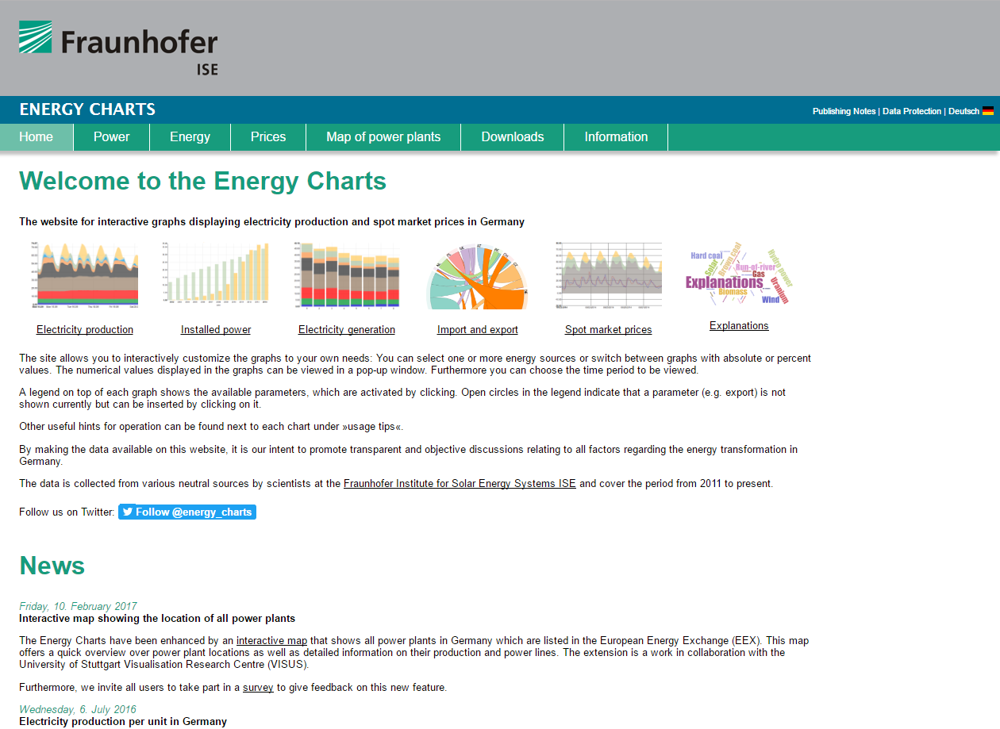 Fraunhofer
ISE
ENERGY CHARTS
Publishing Notes | Data Protection | Deutsch
Home
Power
Energy
Prices
Map of power plants
Downloads
Information
Welcome to the Energy Charts
The website for interactive graphs displaying electricity production and spot market prices in Germany
Hard coal
Solar
Brown coal
Hydro power
Run-of-river
Gas
Explanations
Uranium
Biomass
Wind
Electricity production
Installed power
Electricity generation
Import and export
Spot market prices
Explanations
The site allows you to interactively customize the graphs to your own needs: You can select one or more energy sources or switch between graphs with absolute or percent
values. The numerical values displayed in the graphs can be viewed in a pop-up window. Furthermore you can choose the time period to be viewed.
A legend on top of each graph shows the available parameters, which are activated by clicking. Open circles in the legend indicate that a parameter (e.g. export) is not
shown currently but can be inserted by clicking on it.
Other useful hints for operation can be found next to each chart under »usage tips«.
By making the data available on this website, it is our intent to promote transparent and objective discussions relating to all factors regarding the energy transformation in
Germany.
The data is collected from various neutral sources by scientists at the Fraunhofer Institute for Solar Energy Systems ISE and cover the period from 2011 to present.
Follow us on Twitter: Follow @energy_charts
News
Friday, 10. February 2017
Interactive map showing the location of all power plants
The Energy Charts have been enhanced by an interactive map that shows all power plants in Germany which are listed in the European Energy Exchange (EEX). This map
offers a quick overview over power plant locations as well as detailed information on their production and power lines. The extension is a work in collaboration with the
University of Stuttgart Visualisation Research Centre (VISUS).
Furthermore, we invite all users to take part in a survey to give feedback on this new feature.
Wednesday, 6. July 2016
Electricity production per unit in Germany